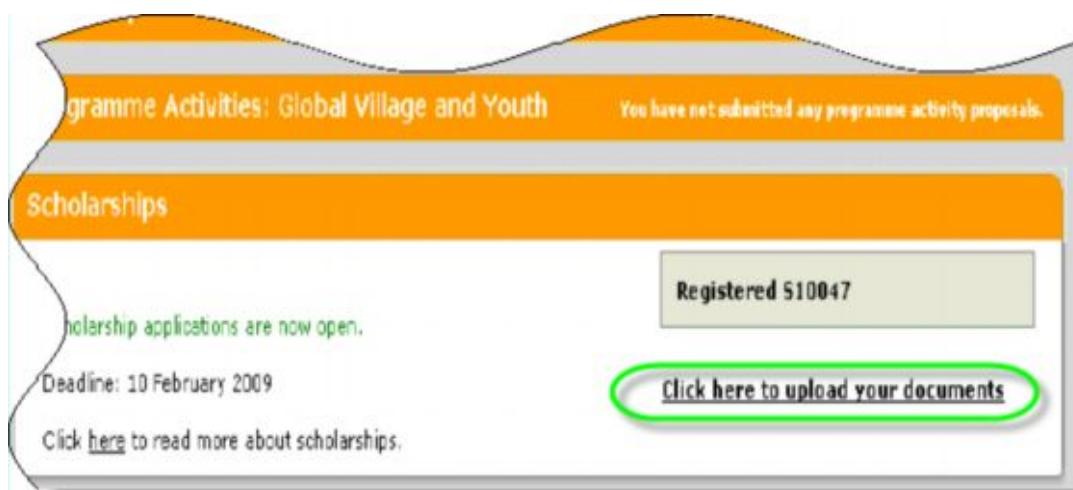 gramme Activities: Global Village and Youth You have not submitted any programme activity proposals.
Scholarships
Registered S10047
holarship applications are now open.
Deadline: 10 February 2009
Click here to upload your documents
Click here to read more about scholarships.